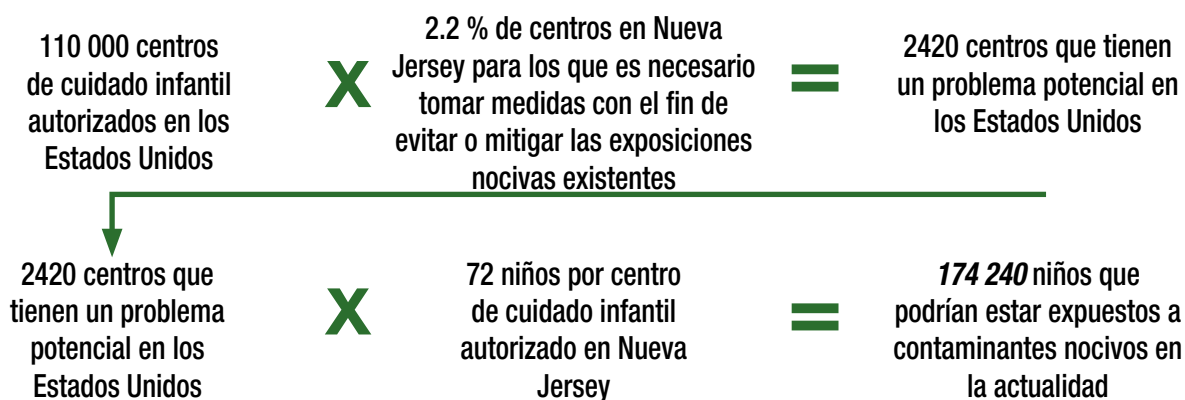 110 000 centros
de cuidado infantil
autorizados en los
Estados Unidos
X
2.2 % de centros en Nueva
Jersey para los que es necesario
tomar medidas con el fin de
evitar o mitigar las exposiciones
nocivas existentes
=
2420 centros que tienen
un problema potencial en
los Estados Unidos
2420 centros que
tienen un problema
potencial en los
Estados Unidos
X
72 niños por centro
de cuidado infantil
autorizado en Nueva
Jersey
=
174 240 niños que
podrían estar expuestos a
contaminantes nocivos en
la actualidad